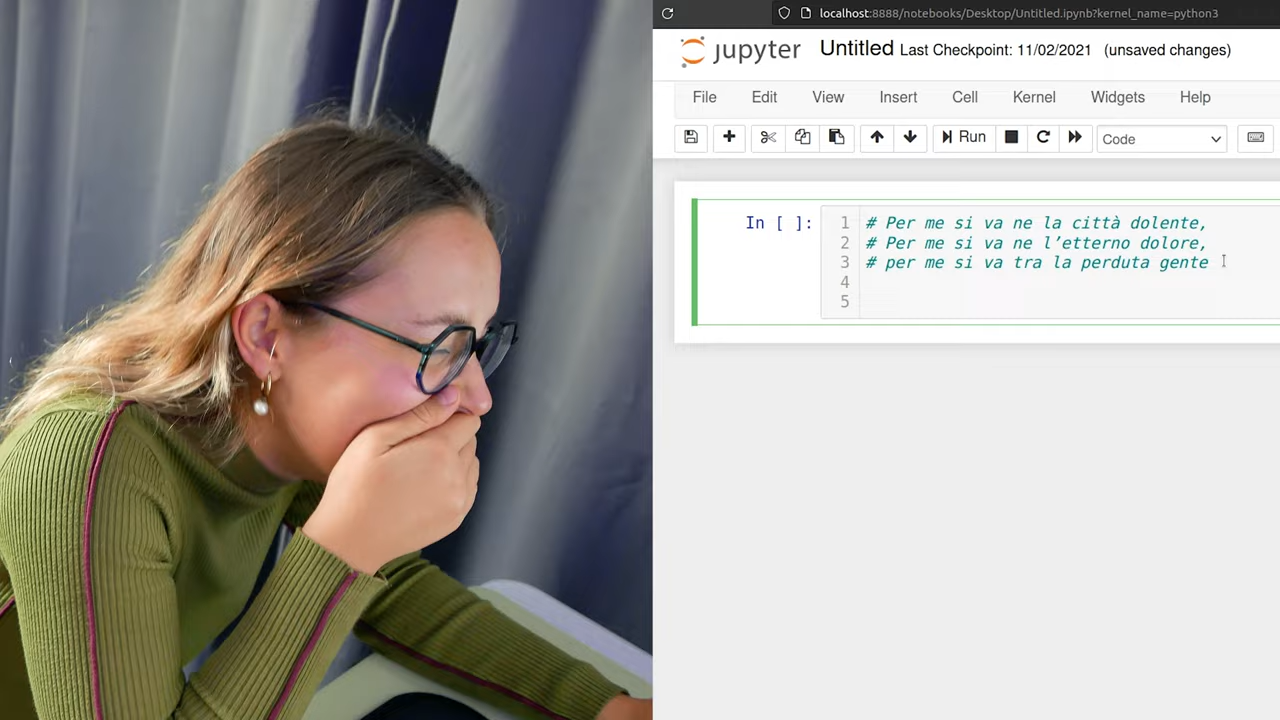 localhost:8888/notebooks/Desktop/Untitled.ipynb?kernel_name=python3
jupyter Untitled Last Checkpoint: 11/02/2021 (unsaved changes)
File Edit View Insert Cell Kernel Widgets Help
Run Code
In [ ]:
1 # Per me si va ne la città dolente,
2 # Per me si va ne l’etterno dolore,
3 # per me si va tra la perduta gente
4
5